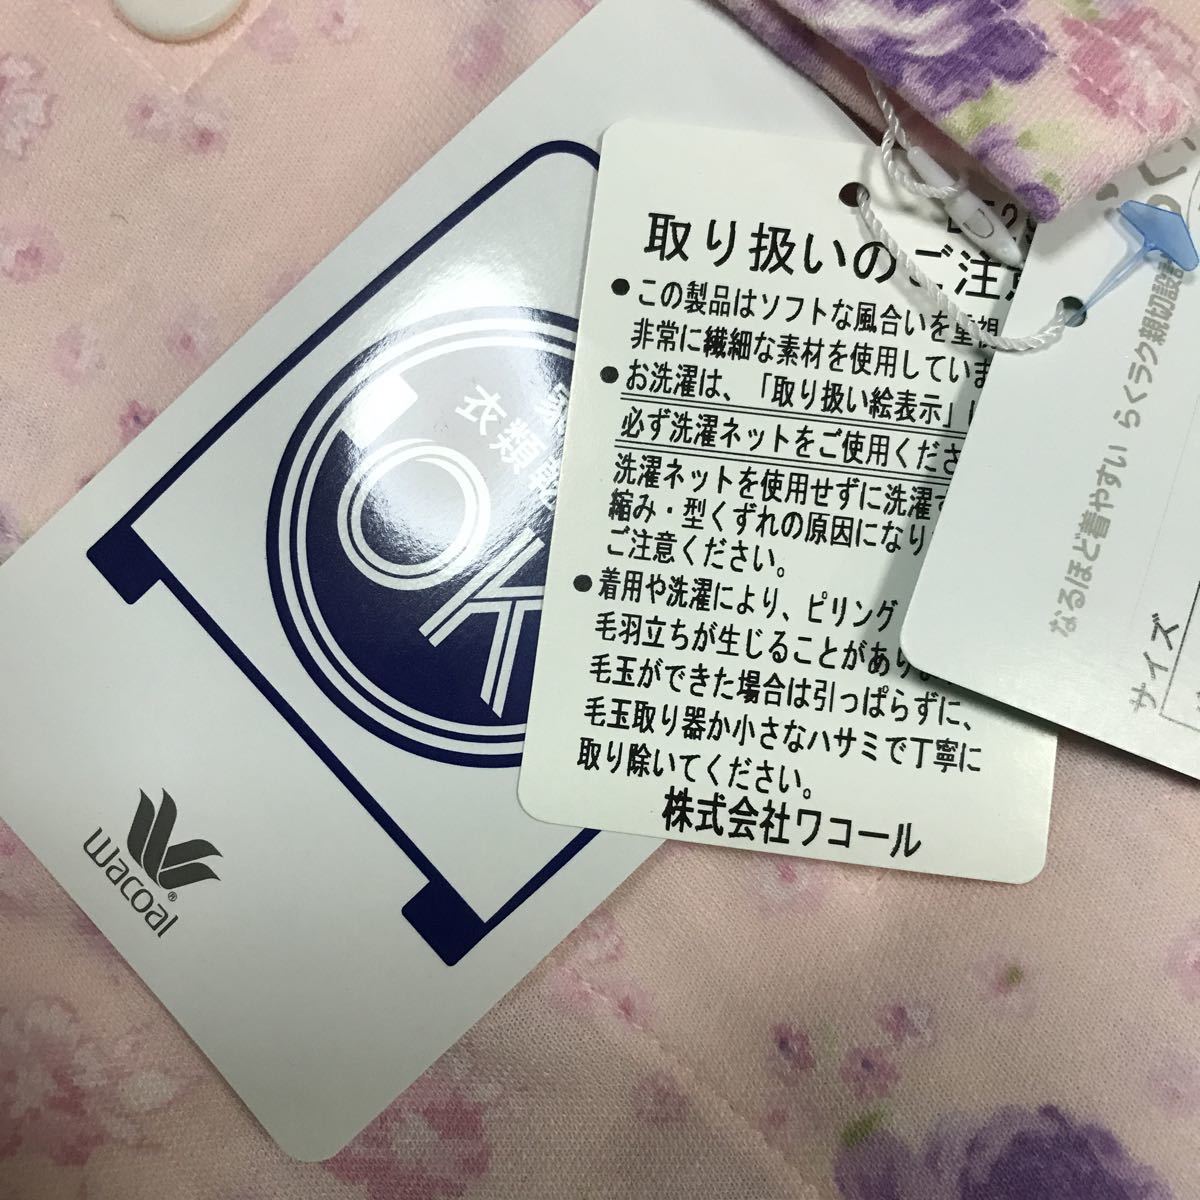 衣類
OK
wacoal
取り扱いのご注
●この製品はソフトな風合いを重視
非常に繊細な素材を使用していま
●お洗濯は、「取り扱い絵表示」
必ず洗濯ネットをご使用くださ
洗濯ネットを使用せずに洗濯
縮み・型くずれの原因になり
ご注意ください。
●着用や洗濯により、ピリング
毛羽立ちが生じることがあり
毛玉ができた場合は引っぱらずに、
毛玉取り器か小さなハサミで丁寧に
取り除いてください。
株式会社ワコール
なるほど着やすい らくラク親切設計
サイズ